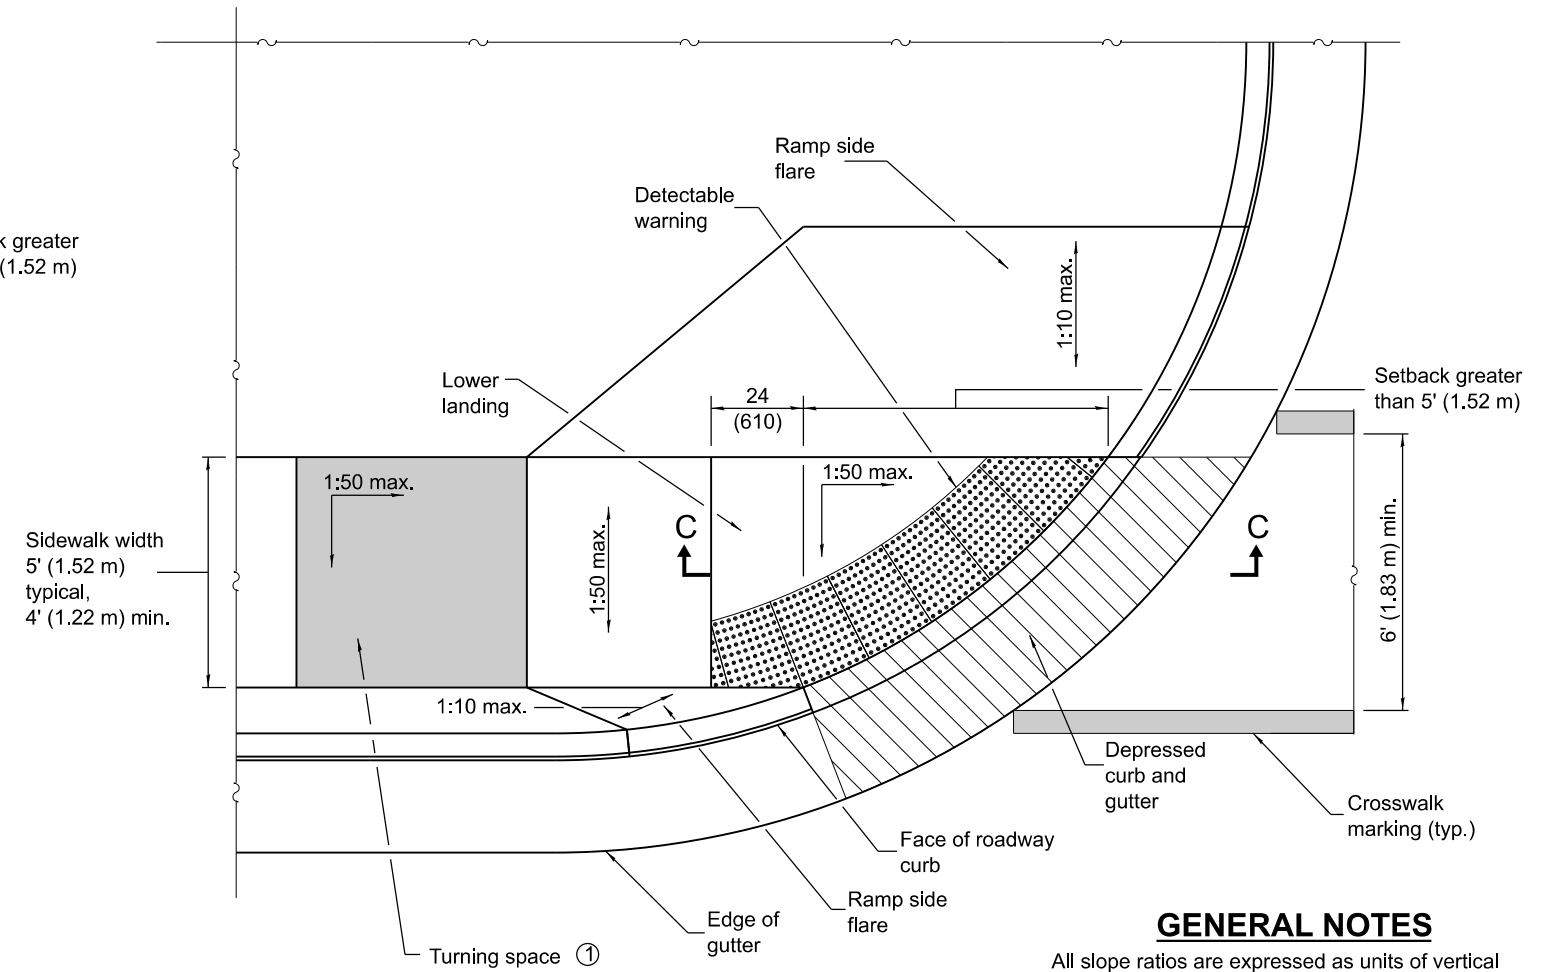 Ramp side
flare
Detectable
warning
k greater
(1.52 m)
1:10 max.
Lower
landing
24
(610)
Setback greater
than 5' (1.52 m)
1:50 max.
1:50 max.
Sidewalk width
5' (1.52 m)
typical,
4' (1.22 m) min.
1:50 max.
C
C
6' (1.83 m) min.
1:10 max.
Depressed
curb and
gutter
Crosswalk
marking (typ.)
Face of roadway
curb
Ramp side
flare
Edge of
gutter
Turning space ①
GENERAL NOTES
All slope ratios are expressed as units of vertical